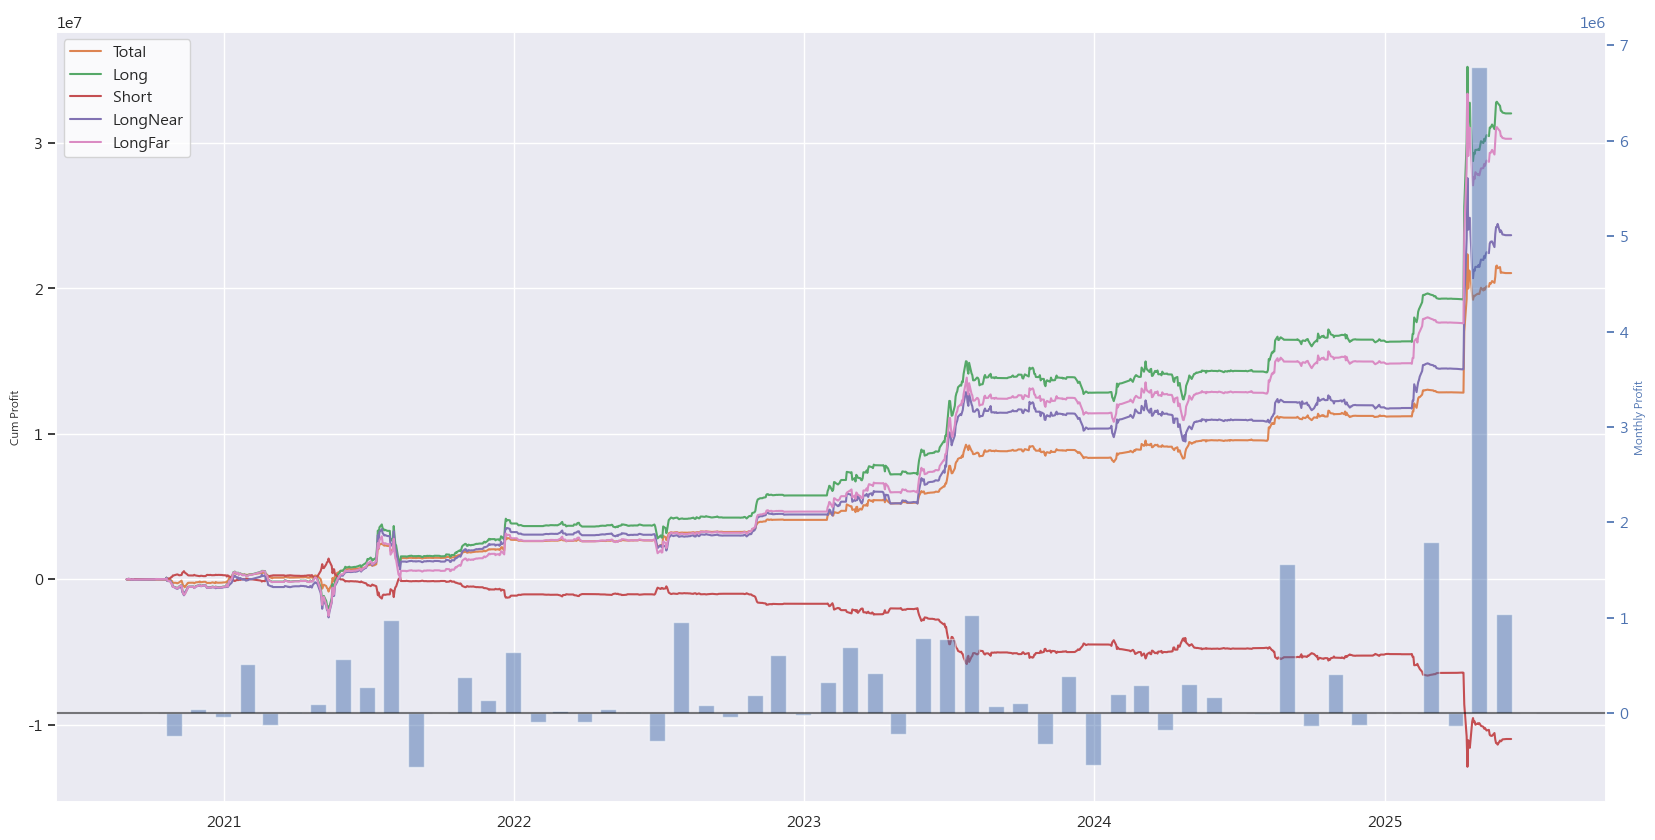 1e7
1e6
Total
Long
Short
LongNear
LongFar
3
2
1
0
-1
Cum Profit
7
6
5
4
3
2
1
0
Monthly Profit
2021
2022
2023
2024
2025